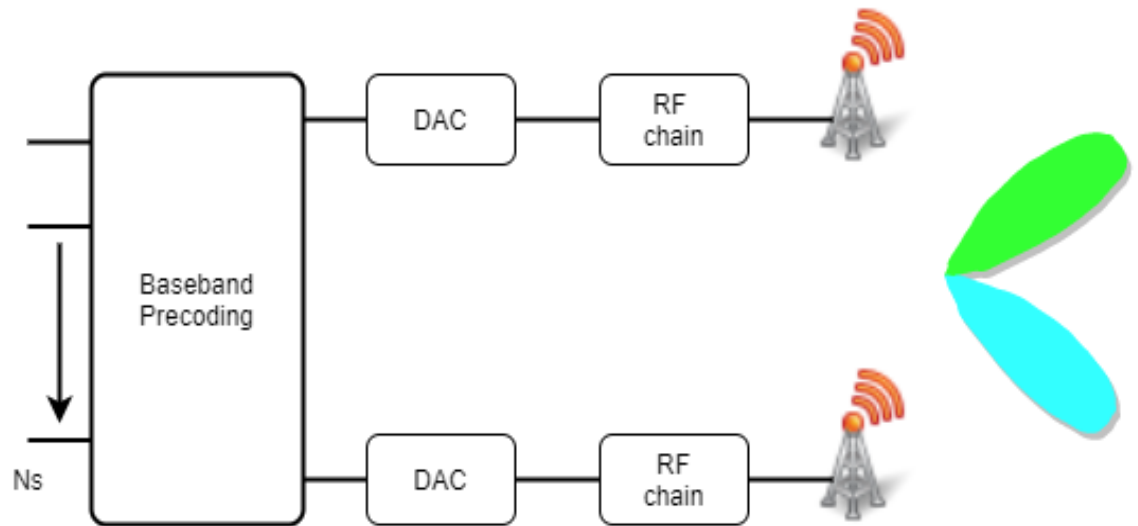 DAC
RF
chain
Baseband
Precoding
Ns
DAC
RF
chain